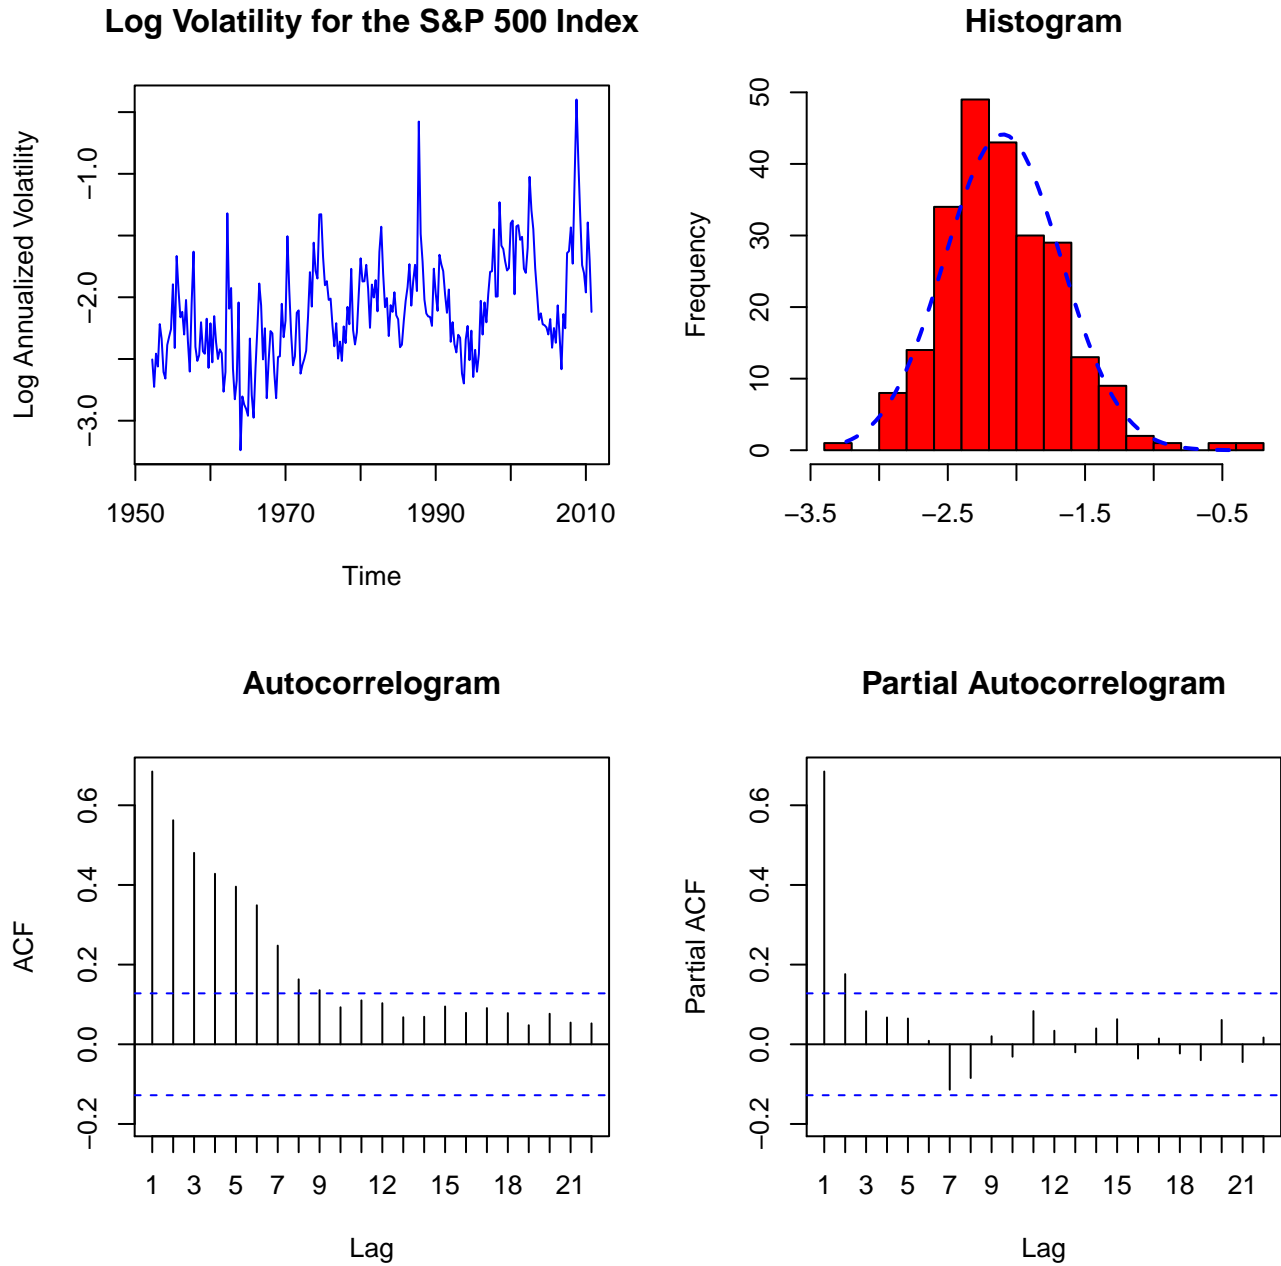 Log Volatility for the S&P 500 Index
Log Annualized Volatility
−1.0
−2.0
−3.0
1950 1970 1990 2010
Time
Histogram
Frequency
50
40
30
20
10
0
−3.5 −2.5 −1.5 −0.5
Autocorrelogram
ACF
0.6
0.4
0.2
0.0
−0.2
1 3 5 7 9 12 15 18 21
Lag
Partial Autocorrelogram
Partial ACF
0.6
0.4
0.2
0.0
−0.2
1 3 5 7 9 12 15 18 21
Lag